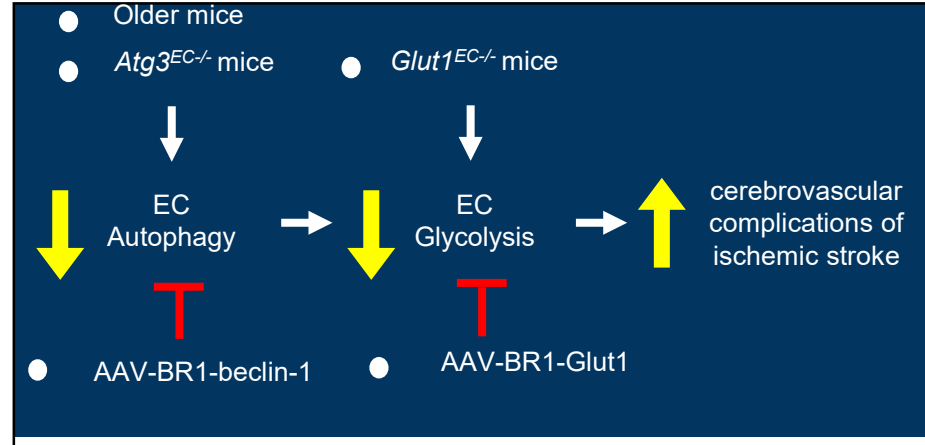 Older mice
Atg3EC-/- mice
Glut1EC-/- mice
EC
Autophagy
EC
Glycolysis
cerebrovascular
complications of
ischemic stroke
AAV-BR1-beclin-1
AAV-BR1-Glut1